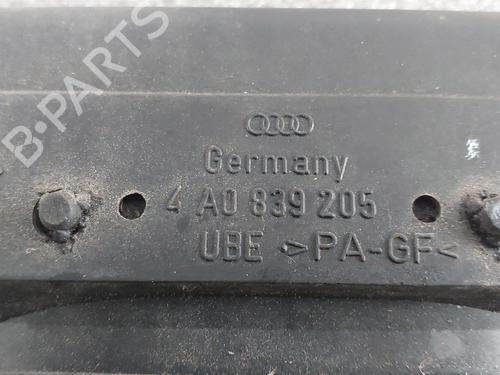 B-PARTS
Germany
4 A0 839 205
UBE >PA-GF<